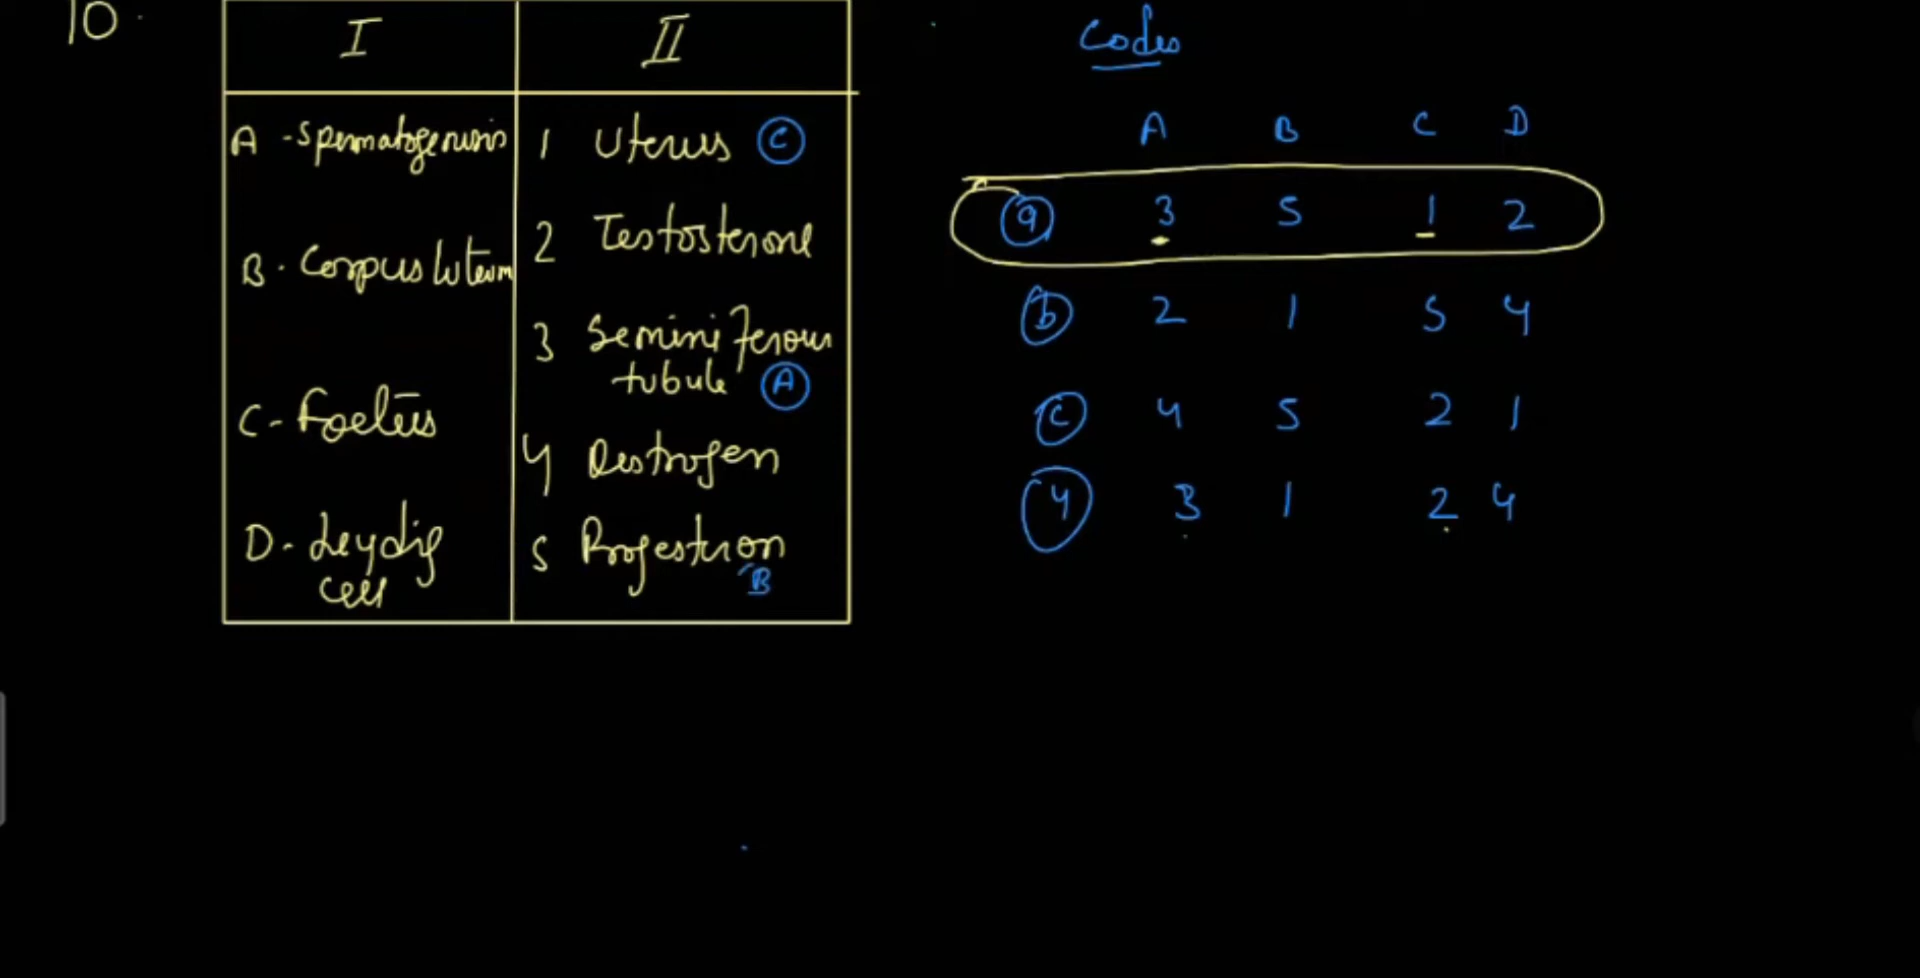 10.
I II
A - Spermatogenesis 1 Uterus C
B. Corpus luteum 2 Testosterone
3 Seminiferous
tubule A
C - Foetus
4 Oestrogen
D - Leydig 5 Progesteron B
cell
Codes
A B C D
a 3 5 1 2
b 2 1 5 4
c 4 5 2 1
4 3 1 2 4